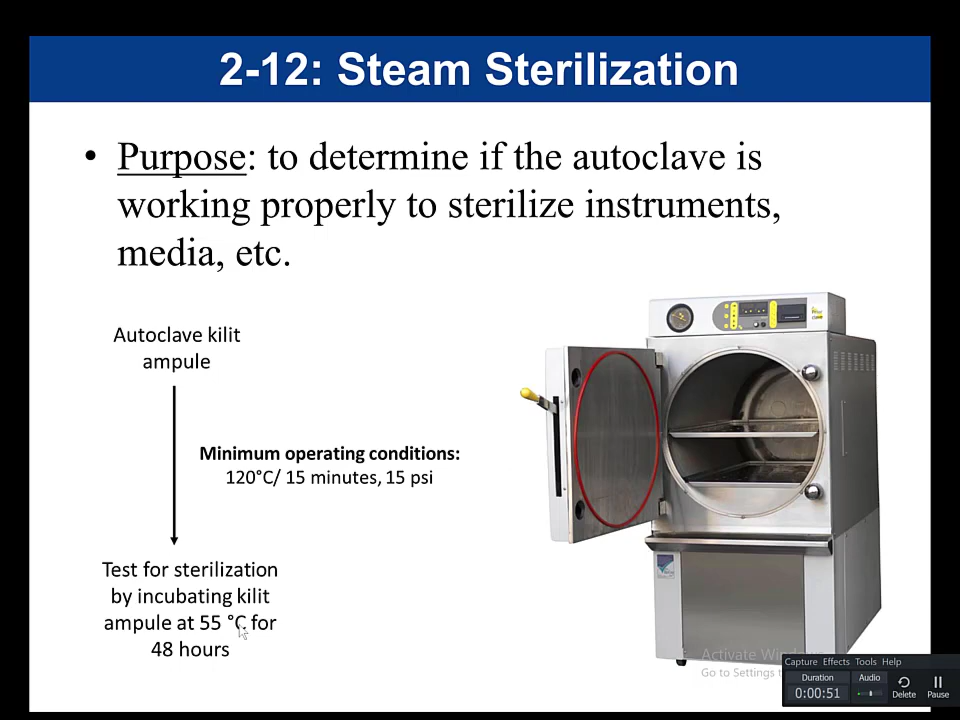 2-12: Steam Sterilization
• Purpose: to determine if the autoclave is
working properly to sterilize instruments,
media, etc.
Autoclave kilit
ampule
Minimum operating conditions:
120°C/ 15 minutes, 15 psi
Test for sterilization
by incubating kilit
ampule at 55 °C for
48 hours
Activate
Go to Settings
Capture Effects Tools Help
Duration
Audio
0:00:51
Delete
Pause